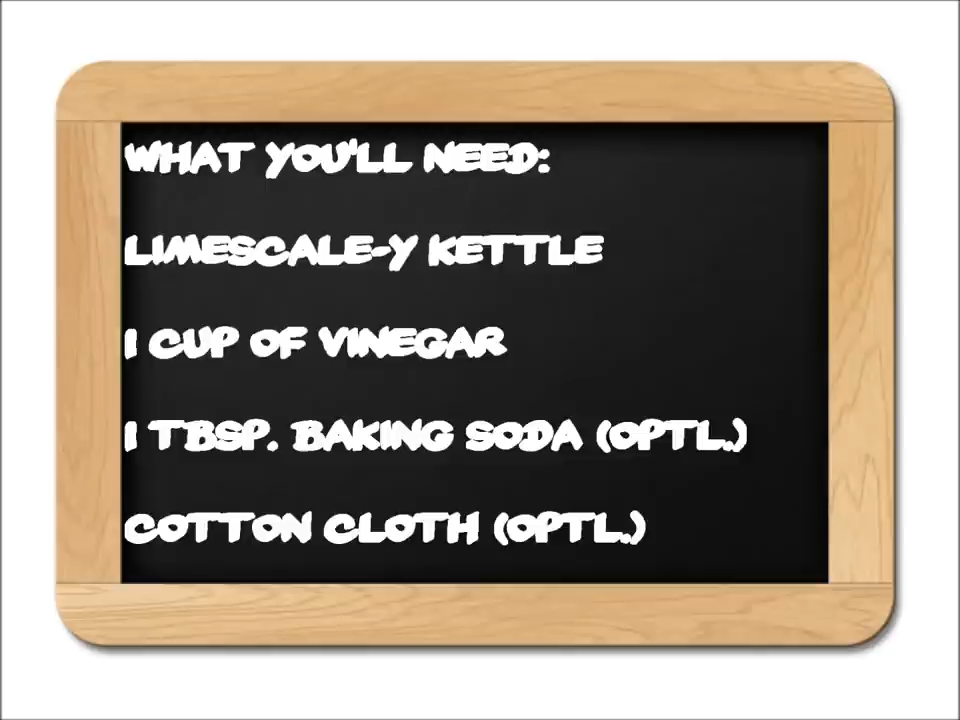 WHAT YOU'LL NEED:
LIMESCALE-Y KETTLE
1 CUP OF VINEGAR
1 TBSP. BAKING SODA (OPTL.)
COTTON CLOTH (OPTL.)